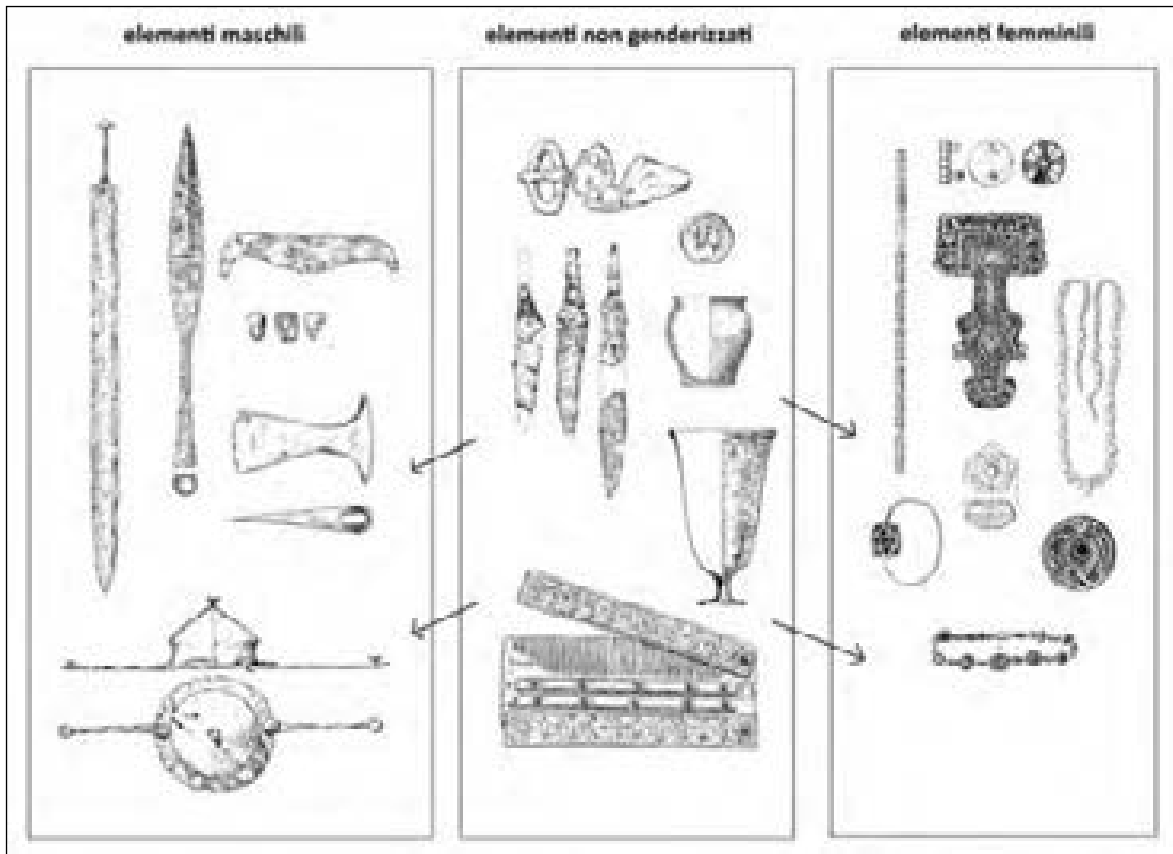 elementi maschili
elementi non genderizzati
elementi femminili